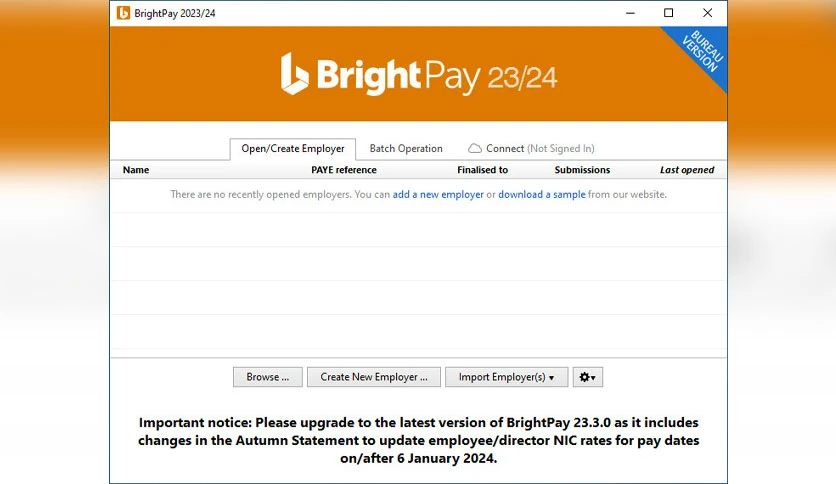 BrightPay 2023/24
BUREAU
VERSION
BrightPay 23/24
Open/Create Employer Batch Operation Connect (Not Signed In)
Name PAYE reference Finalised to Submissions Last opened
There are no recently opened employers. You can add a new employer or download a sample from our website.
Browse ... Create New Employer ... Import Employer(s)
Important notice: Please upgrade to the latest version of BrightPay 23.3.0 as it includes
changes in the Autumn Statement to update employee/director NIC rates for pay dates
on/after 6 January 2024.